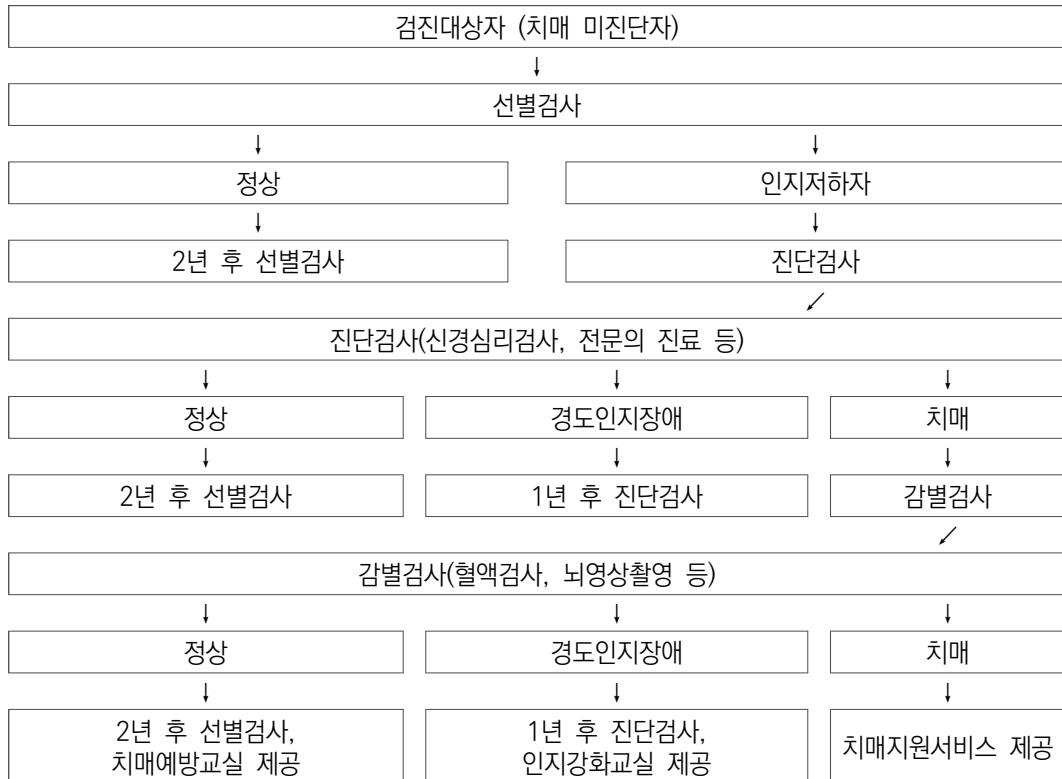 검진대상자 (치매 미진단자)
↓
선별검사
↓ ↓
정상 인지저하자
↓ ↓
2년 후 선별검사 진단검사
↙
진단검사(신경심리검사, 전문의 진료 등)
↓ ↓ ↓
정상 경도인지장애 치매
↓ ↓ ↓
2년 후 선별검사 1년 후 진단검사 감별검사
↙
감별검사(혈액검사, 뇌영상촬영 등)
↓ ↓ ↓
정상 경도인지장애 치매
↓ ↓ ↓
2년 후 선별검사,
치매예방교실 제공
1년 후 진단검사,
인지강화교실 제공
치매지원서비스 제공